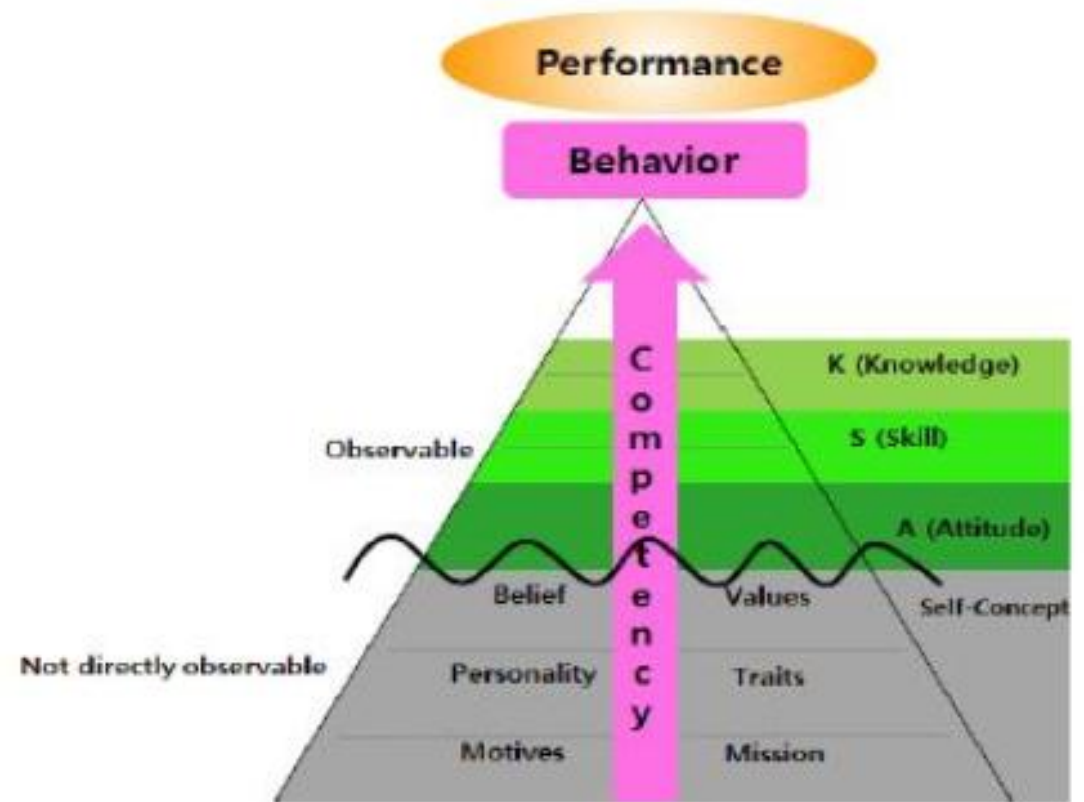 Performance
Behavior
Competency
K (Knowledge)
Observable
S (Skill)
A (Attitude)
Belief
Values
Self-Concept
Not directly observable
Personality
Traits
Motives
Mission